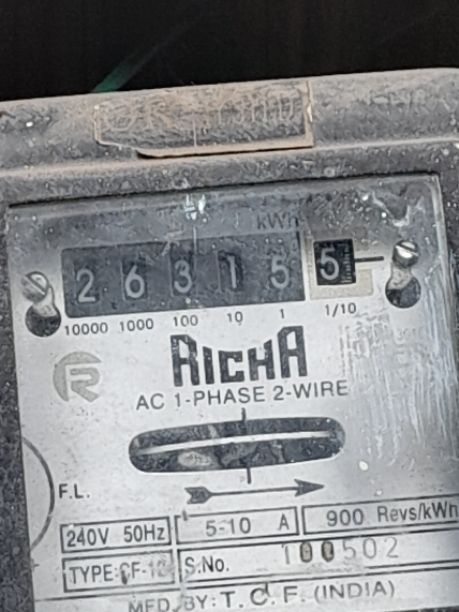 kWh
2 6 3 1 5 5
10000 1000 100 10 1 1/10
R
RICHA
AC 1-PHASE 2-WIRE
F.L.
240V 50Hz 5-10 A 900 Revs/kWh
TYPE: S.No. 100502
MFD. BY: T. C. F. (INDIA)